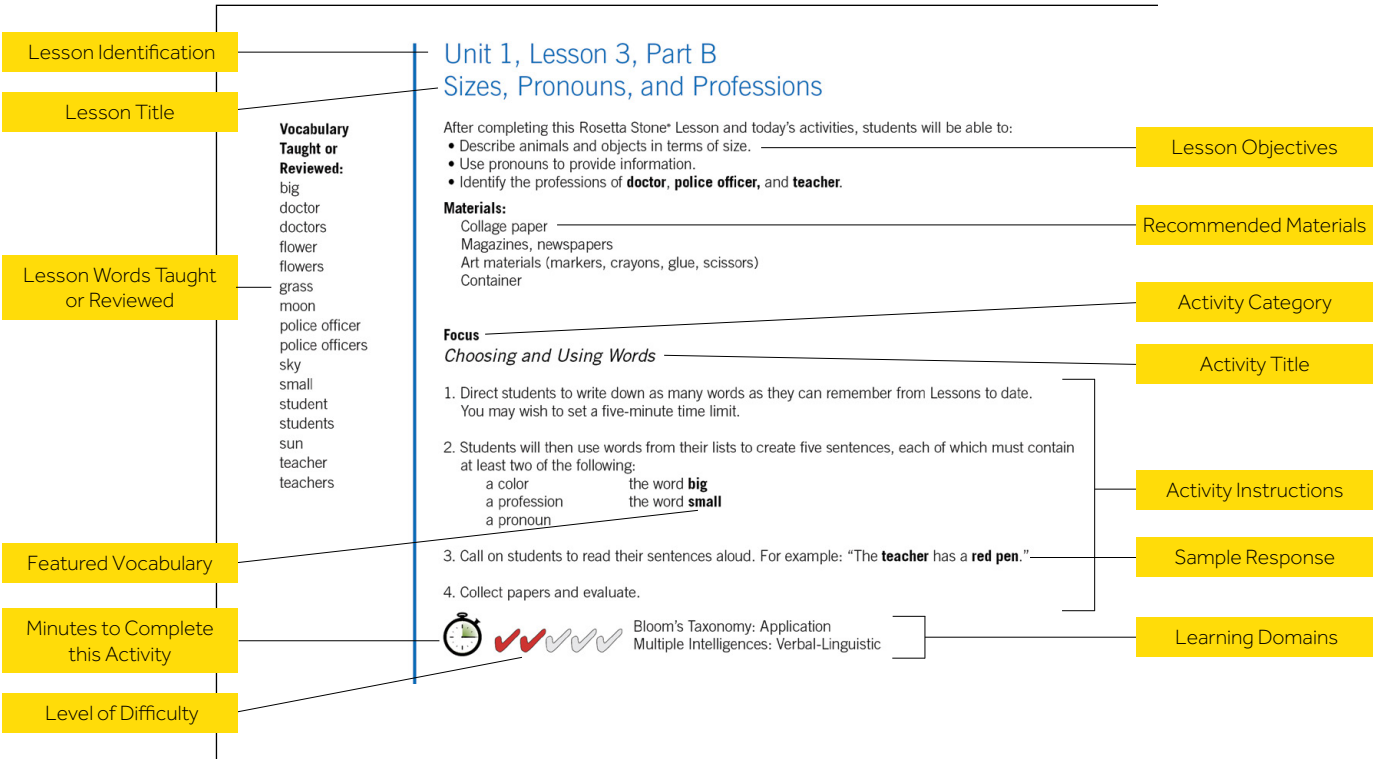 Lesson Identification
Lesson Title
Lesson Words Taught
or Reviewed
Featured Vocabulary
Minutes to Complete
this Activity
Level of Difficulty
Vocabulary
Taught or
Reviewed:
big
doctor
doctors
flower
flowers
grass
moon
police officer
police officers
sky
small
student
students
sun
teacher
teachers
Unit 1, Lesson 3, Part B
Sizes, Pronouns, and Professions
After completing this Rosetta Stone® Lesson and today's activities, students will be able to:
• Describe animals and objects in terms of size.
• Use pronouns to provide information.
• Identify the professions of doctor, police officer, and teacher.
Materials:
Collage paper
Magazines, newspapers
Art materials (markers, crayons, glue, scissors)
Container
Focus
Choosing and Using Words
1. Direct students to write down as many words as they can remember from Lessons to date.
You may wish to set a five-minute time limit.
2. Students will then use words from their lists to create five sentences, each of which must contain
at least two of the following:
a color the word big
a profession the word small
a pronoun
3. Call on students to read their sentences aloud. For example: “The teacher has a red pen.”
4. Collect papers and evaluate.
Bloom's Taxonomy: Application
Multiple Intelligences: Verbal-Linguistic
Lesson Objectives
Recommended Materials
Activity Category
Activity Title
Activity Instructions
Sample Response
Learning Domains